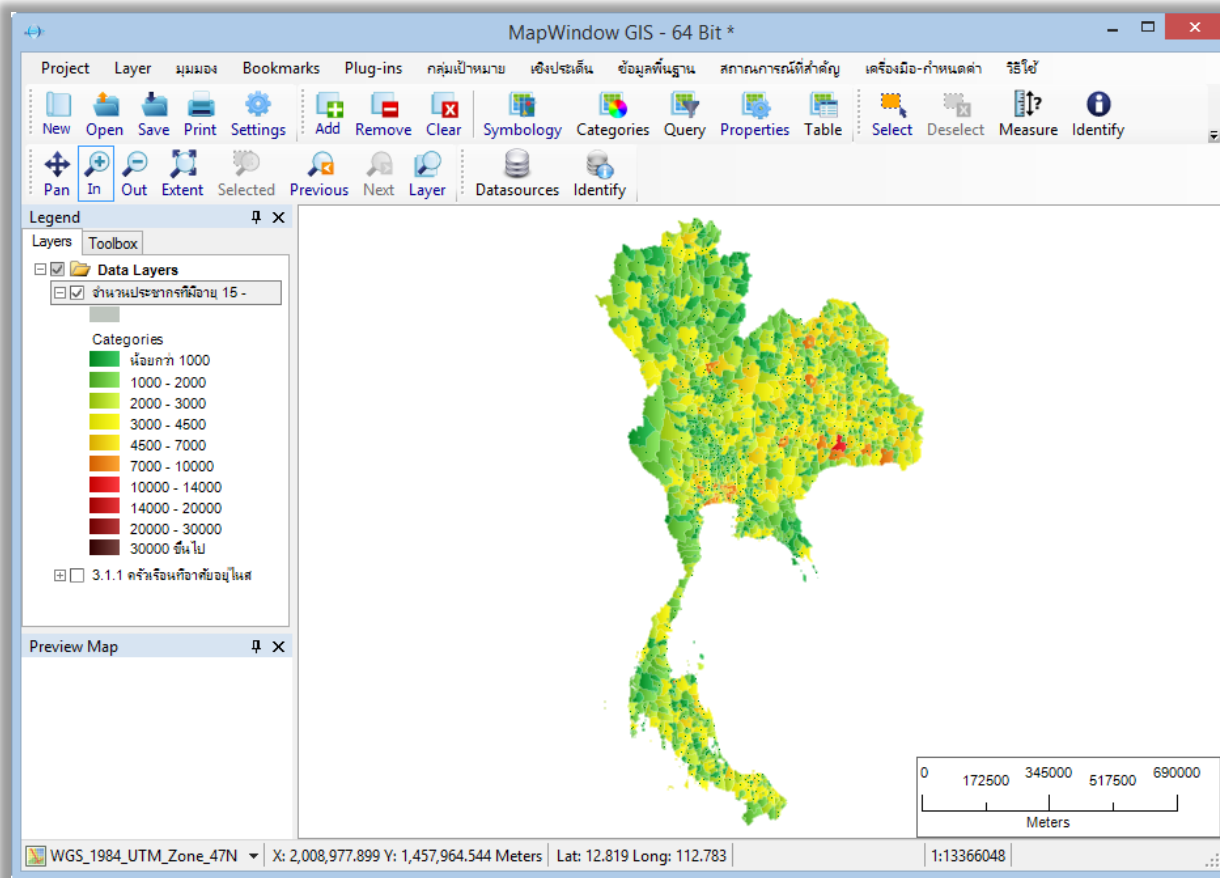 MapWindow GIS - 64 Bit *
Project Layer มุมมอง Bookmarks Plug-ins กลุ่มเป้าหมาย เชิงประเด็น ข้อมูลพื้นฐาน สถานการณ์ที่สำคัญ เครื่องมือ-กำหนดค่า วิธีใช้
New Open Save Print Settings Add Remove Clear Symbology Categories Query Properties Table Select Deselect Measure Identify
Pan In Out Extent Selected Previous Next Layer Datasources Identify
Legend
Layers Toolbox
Data Layers
จำนวนประชากรที่มีอายุ 15 -
Categories
น้อยกว่า 1000
1000 - 2000
2000 - 3000
3000 - 4500
4500 - 7000
7000 - 10000
10000 - 14000
14000 - 20000
20000 - 30000
30000 ขึ้นไป
3.1.1 ครัวเรือนที่อาศัยอยู่ในส
Preview Map
0 172500 345000 517500 690000
Meters
WGS_1984_UTM_Zone_47N X: 2,008,977.899 Y: 1,457,964.544 Meters Lat: 12.819 Long: 112.783 1:13366048